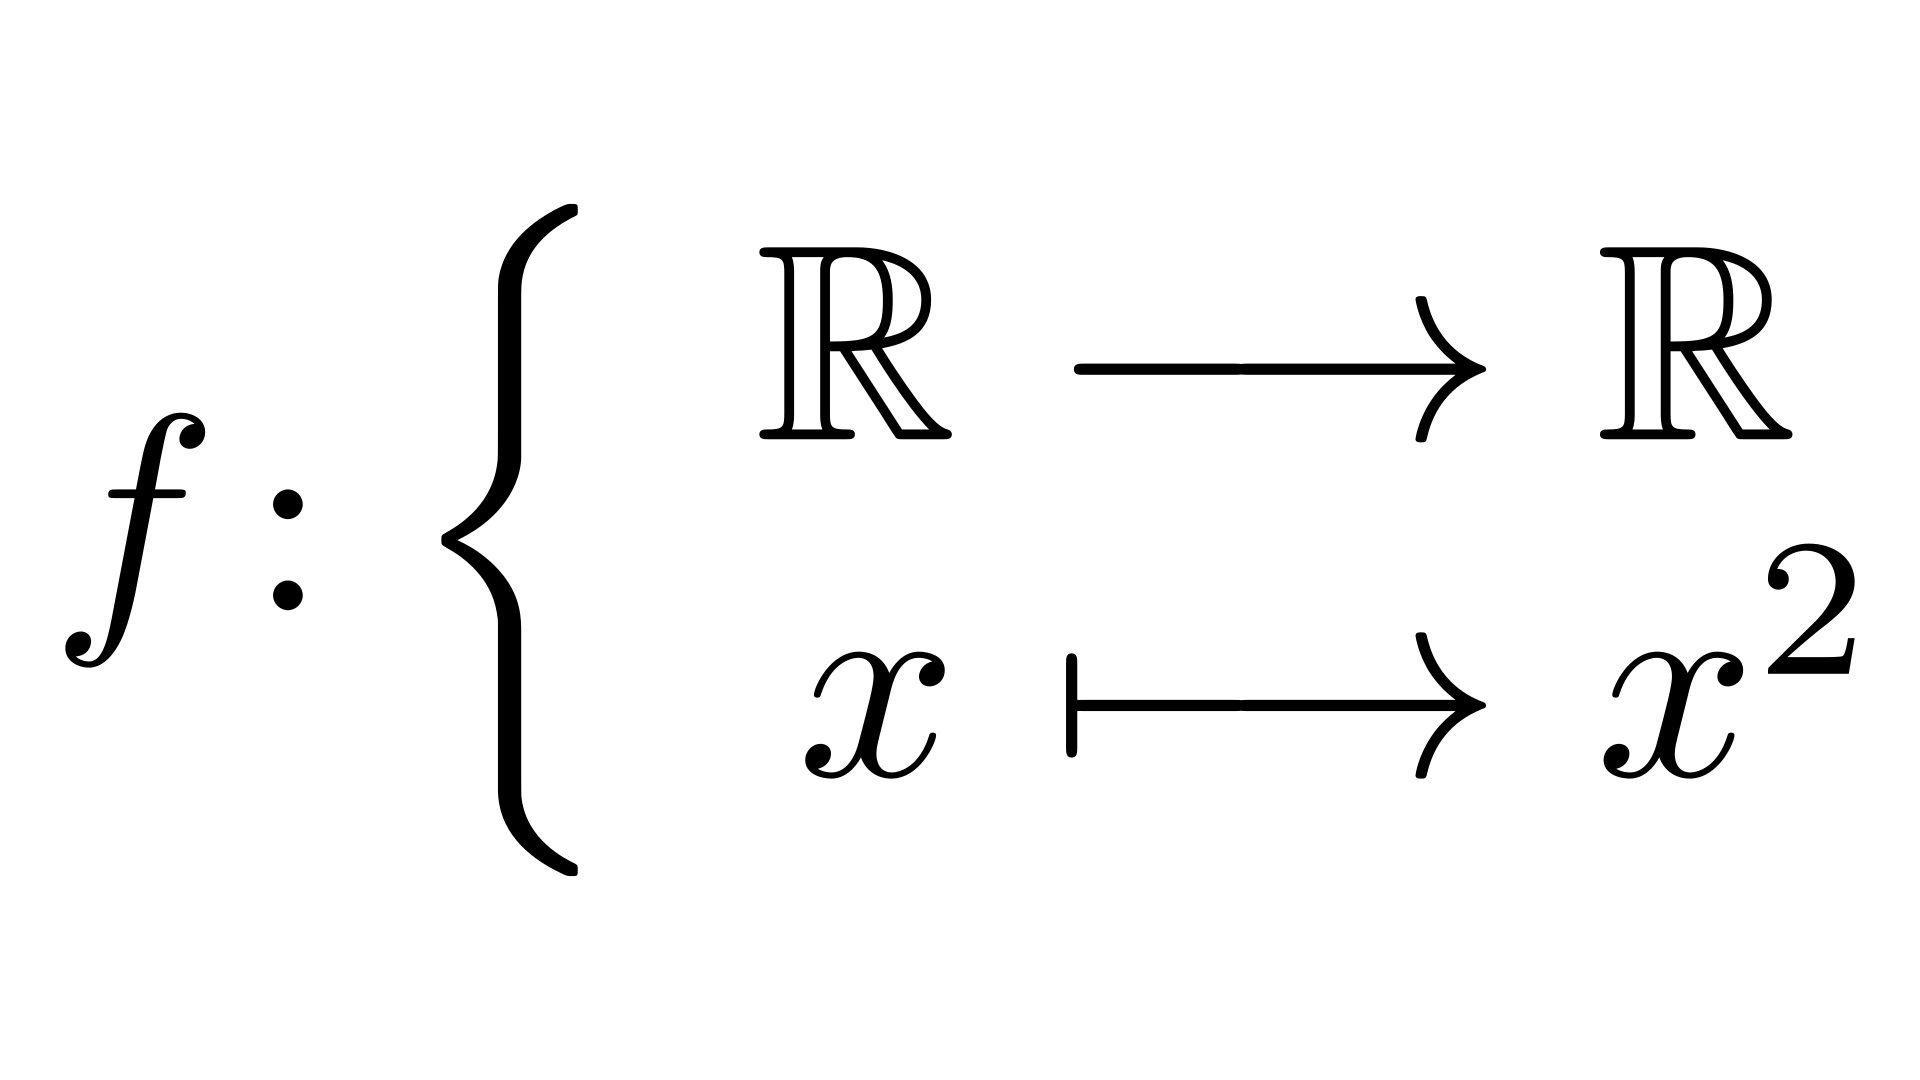 f : { ℝ ⟶ ℝ
x ⟼ x²